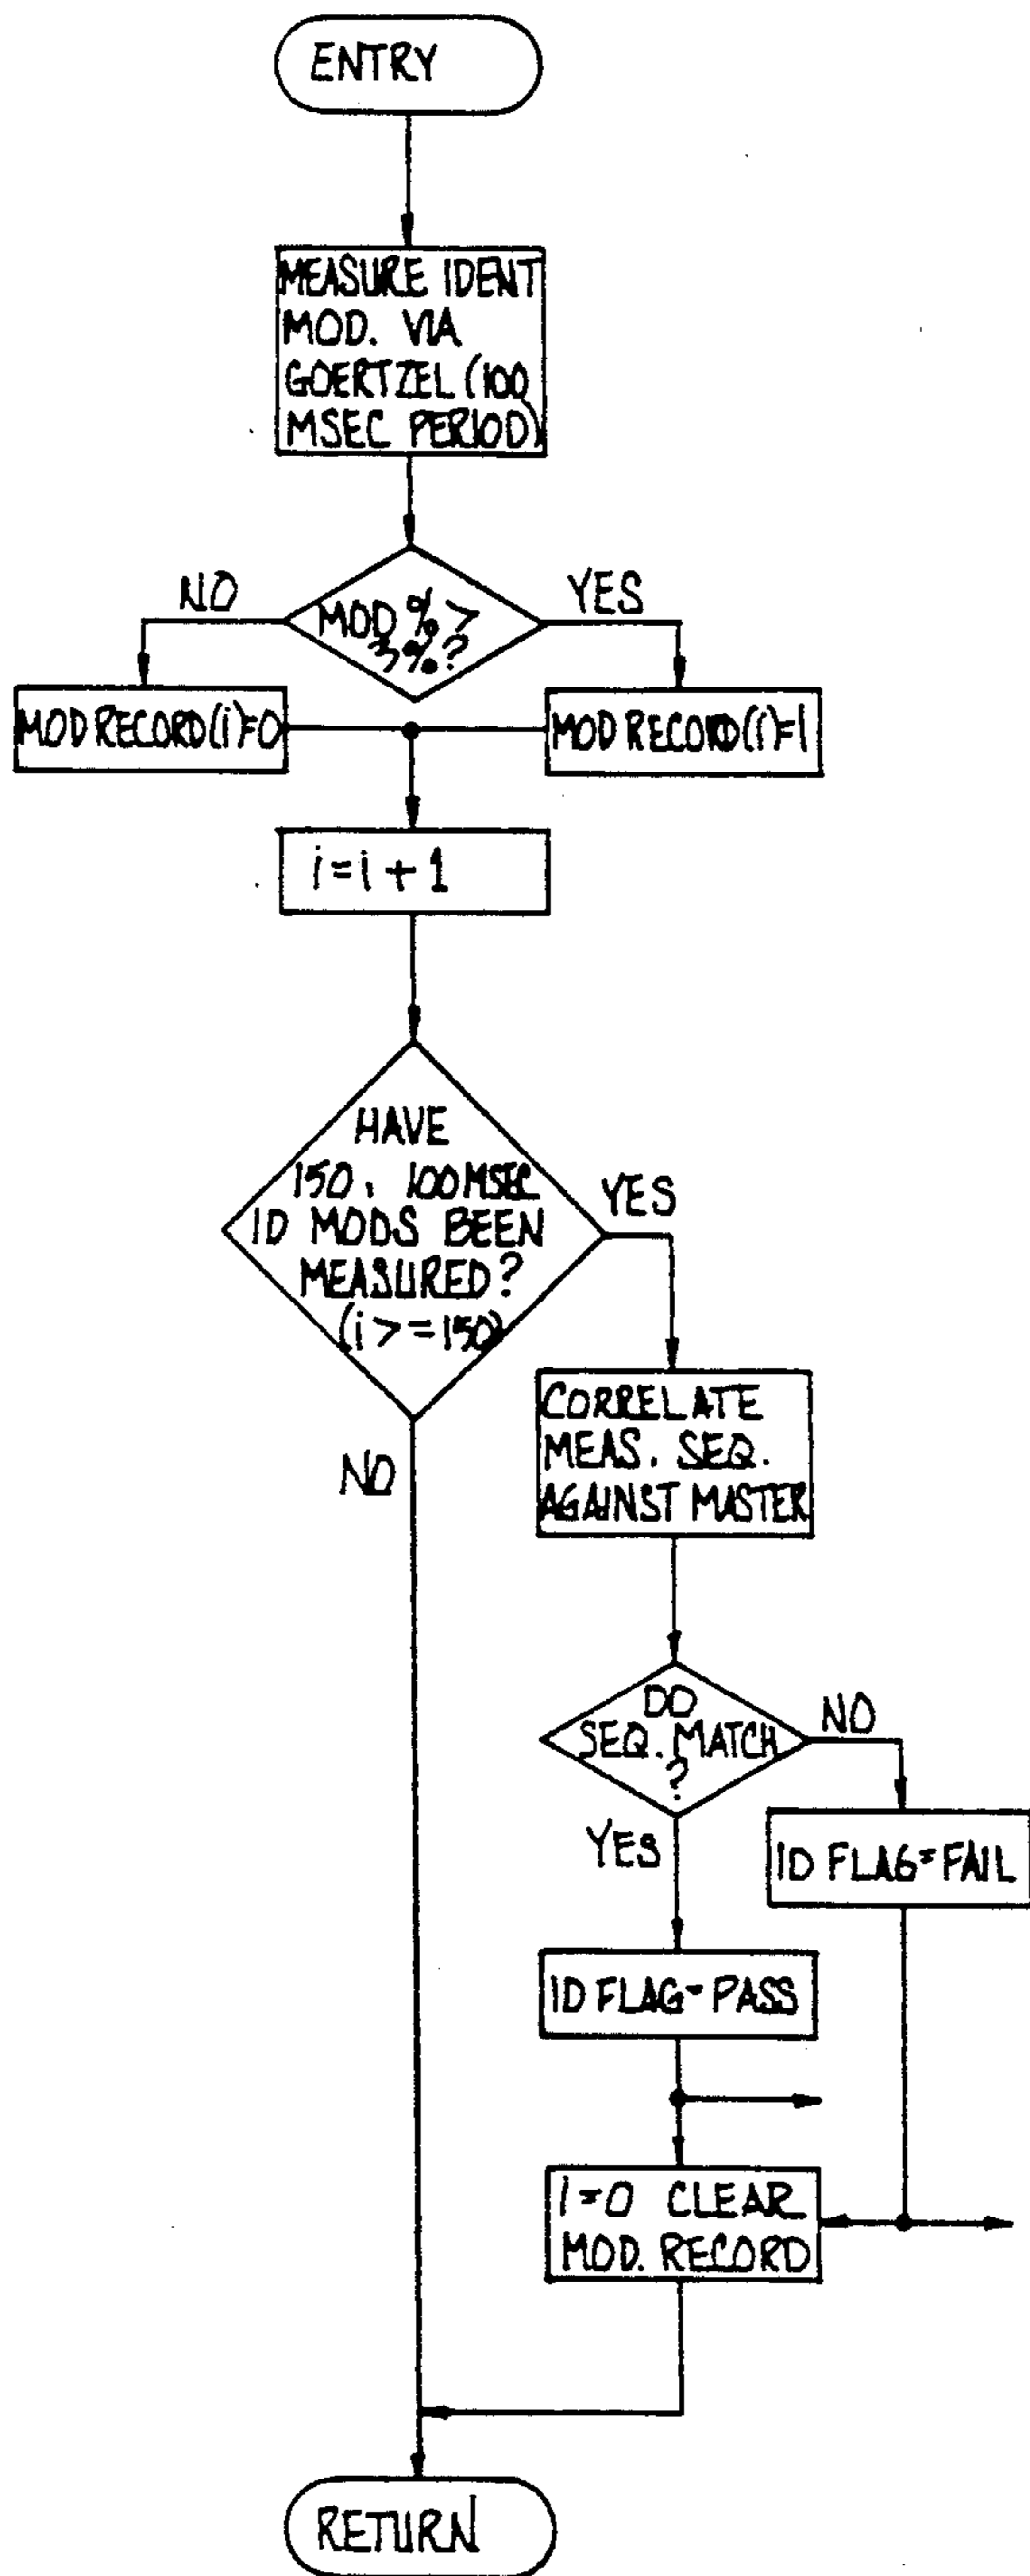 ENTRY
MEASURE IDENT
MOD. VIA
GOERTZEL (100
MSEC PERIOD)
NO
YES
MOD % >
3%?
MOD RECORD(i)=0
MOD RECORD(i)=1
i=i+1
HAVE
150, 100 MSEC
ID MODS BEEN
MEASURED?
(i>=150)
YES
NO
CORRELATE
MEAS. SEQ.
AGAINST MASTER
DO
SEQ. MATCH
?
NO
YES
ID FLAG=FAIL
ID FLAG=PASS
i=0 CLEAR
MOD. RECORD
RETURN